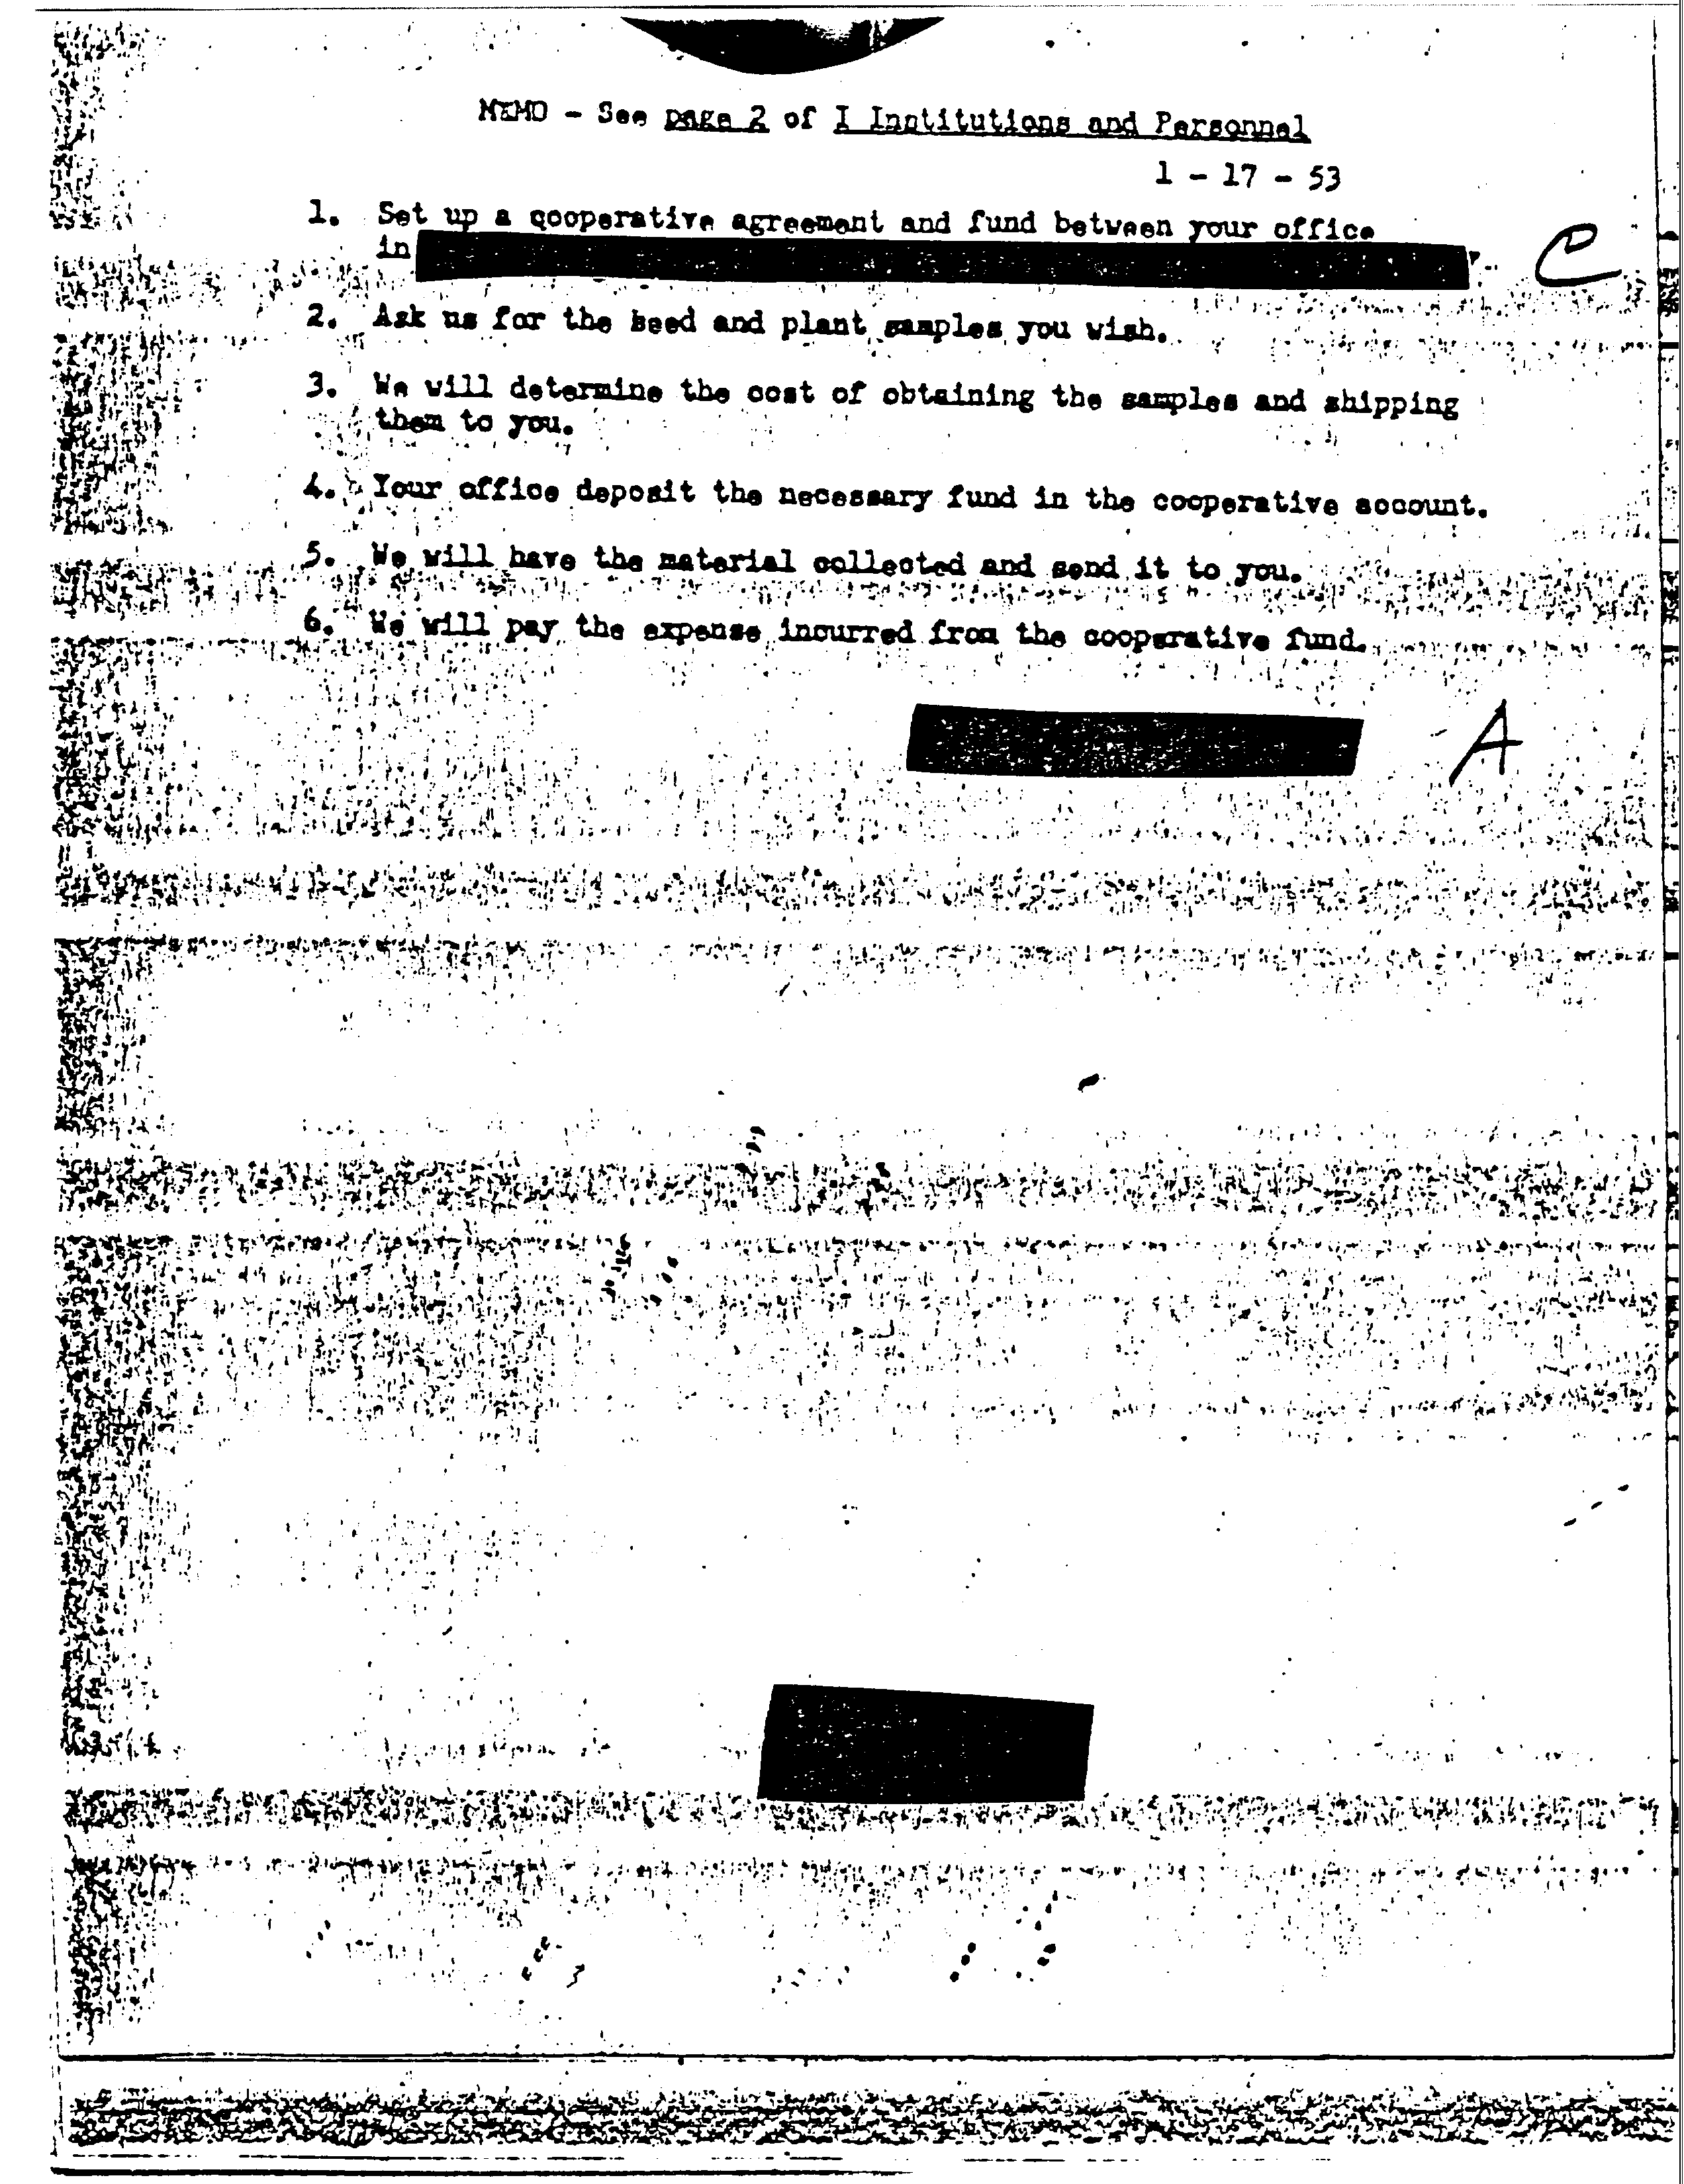 MEMO - See page 2 of I Institutions and Personnel
1 - 17 - 53
1. Set up a cooperative agreement and fund between your office
in
C
2. Ask us for the seed and plant samples you wish.
3. We will determine the cost of obtaining the samples and shipping
them to you.
4. Your office deposit the necessary fund in the cooperative account.
5. We will have the material collected and send it to you.
6. We will pay the expense incurred from the cooperative fund.
A